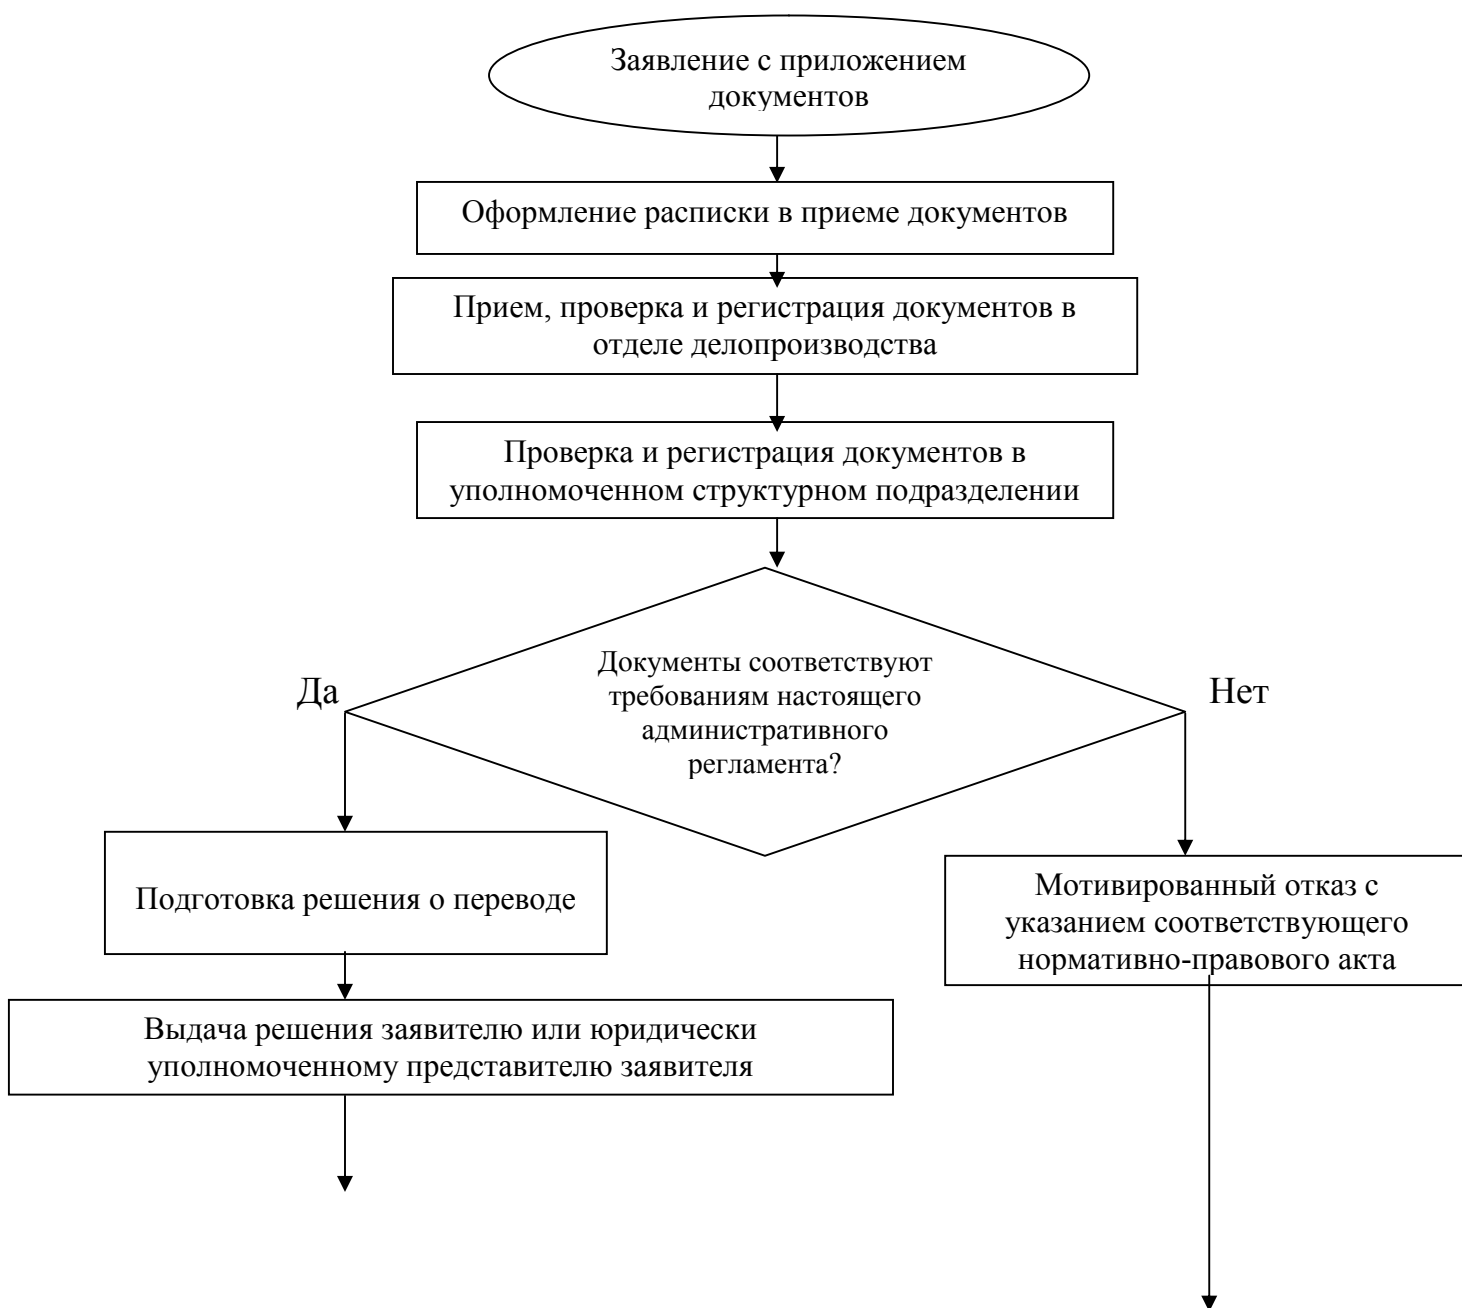 Заявление с приложением
документов
Оформление расписки в приеме документов
Прием, проверка и регистрация документов в
отделе делопроизводства
Проверка и регистрация документов в
уполномоченном структурном подразделении
Документы соответствуют
требованиям настоящего
административного
регламента?
Да
Нет
Подготовка решения о переводе
Мотивированный отказ с
указанием соответствующего
нормативно-правового акта
Выдача решения заявителю или юридически
уполномоченному представителю заявителя